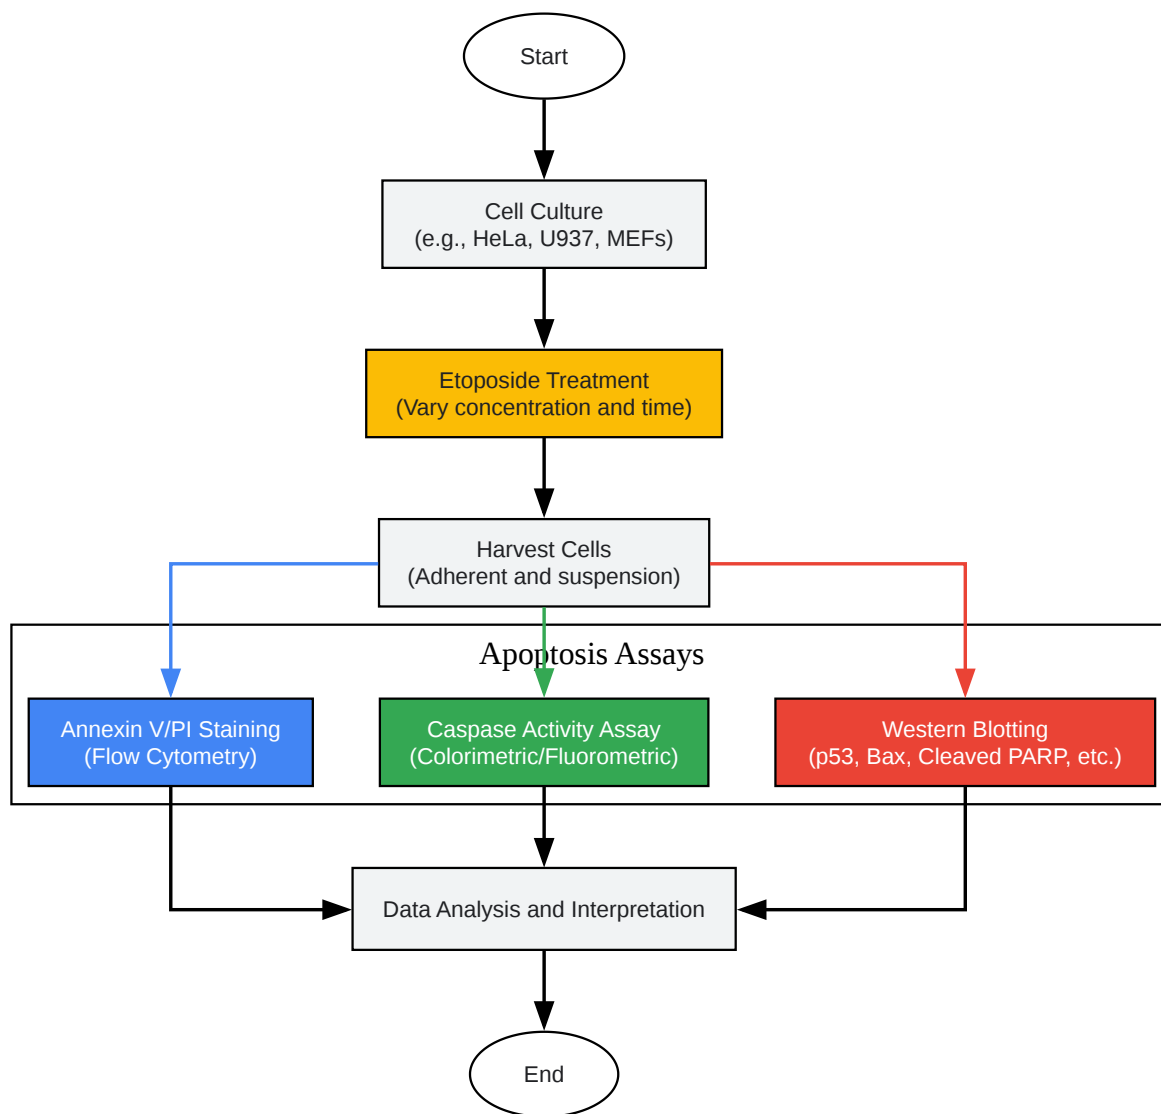 Start
Cell Culture
(e.g., HeLa, U937, MEFs)
Etoposide Treatment
(Vary concentration and time)
Harvest Cells
(Adherent and suspension)
Apoptosis Assays
Annexin V/PI Staining
(Flow Cytometry)
Caspase Activity Assay
(Colorimetric/Fluorometric)
Western Blotting
(p53, Bax, Cleaved PARP, etc.)
Data Analysis and Interpretation
End